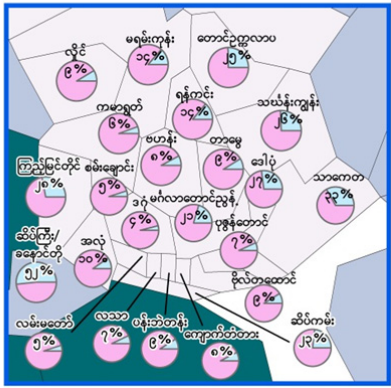 မရမ်းကုန်း
တောင်ဥက္ကလာပ
လှိုင်
၁၄%
၂၅%
၉%
ရန်ကင်း
ကမာရွတ်
သင်္ဃန်းကျွန်း
၁၄%
၆%
၂၆%
ဗဟန်း
တာမွေ
ဒေါပုံ
ကြည့်မြင်တိုင်
စမ်းချောင်း
သာကေတ
၈%
၉%
၂၇%
၂၈%
၅%
၃၃%
ဒဂုံ
မင်္ဂလာတောင်ညွှန့်
ပုဇွန်တောင်
၄%
၂၁%
၇%
ဆိပ်ကြီး/
ခနောင်တို
အလုံ
၅၂%
၁၀%
ဗိုလ်တထောင်
၉%
လမ်းမတော်
လသာ
ပန်းဘဲတန်း
ကျောက်တံတား
ဆိပ်ကမ်း
၅%
၇%
၉%
၈%
၂၃%